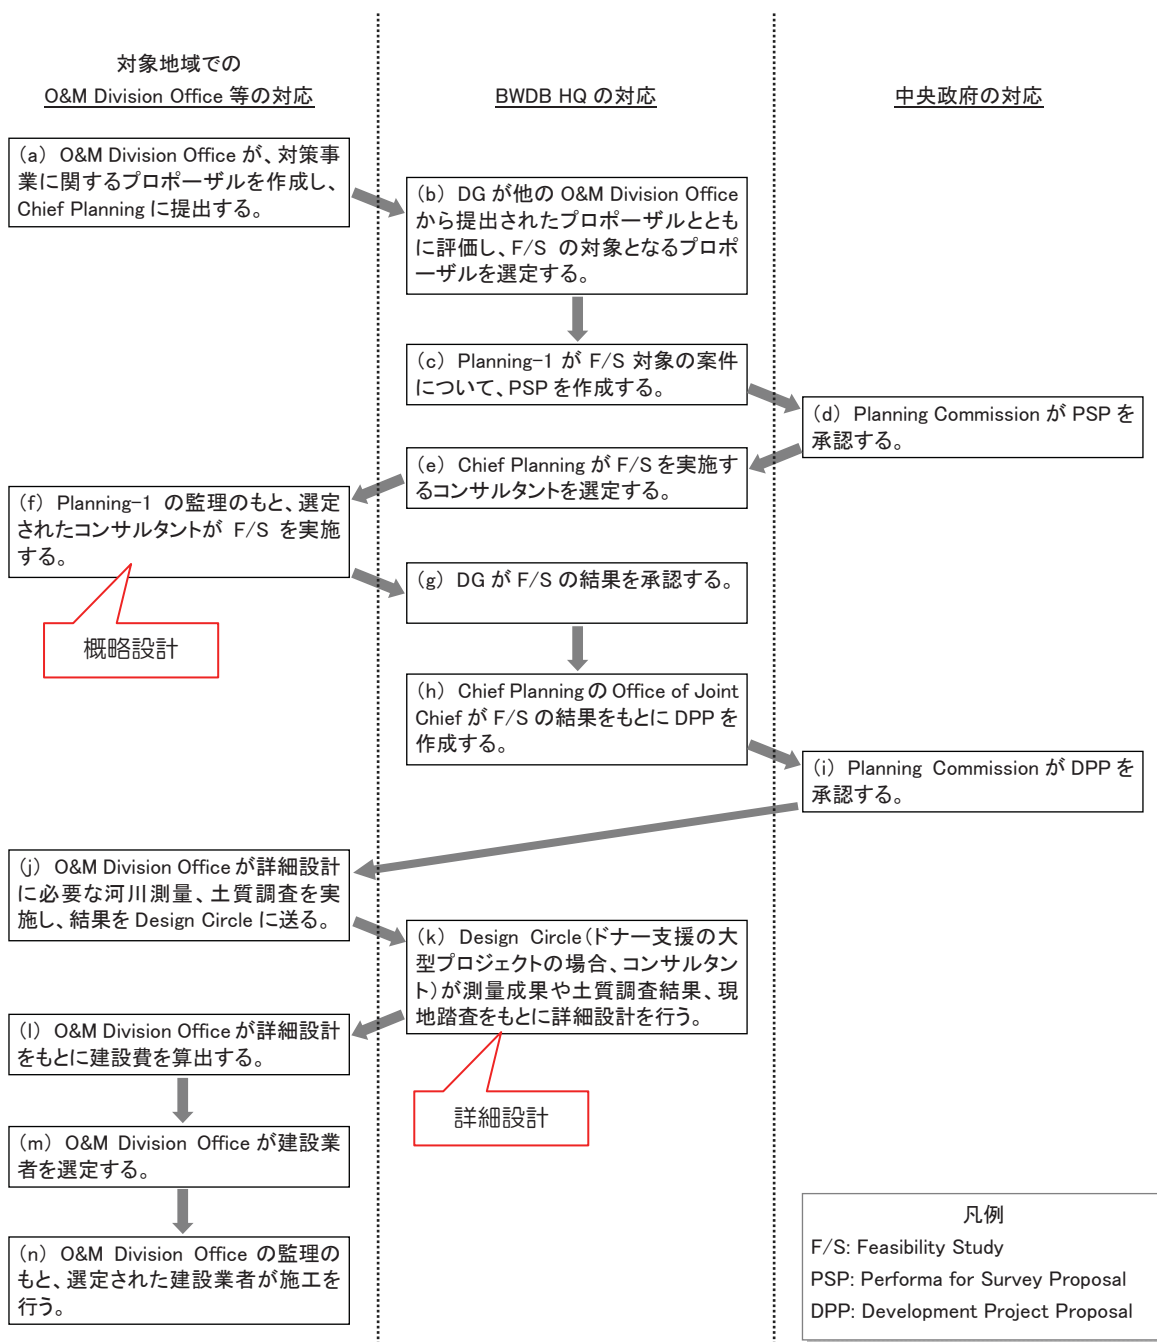 対象地域での
O&M Division Office 等の対応
BWDB HQ の対応
中央政府の対応
(a) O&M Division Office が、対策事
業に関するプロポーザルを作成し、
Chief Planning に提出する。
(b) DG が他の O&M Division Office
から提出されたプロポーザルととも
に評価し、F/S の対象となるプロポ
ーザルを選定する。
(c) Planning-1 が F/S 対象の案件
について、PSP を作成する。
(d) Planning Commission が PSP を
承認する。
(e) Chief Planning が F/S を実施す
るコンサルタントを選定する。
(f) Planning-1 の監理のもと、選定
されたコンサルタントが F/S を実施
する。
概略設計
(g) DG が F/S の結果を承認する。
(h) Chief Planning の Office of Joint
Chief が F/S の結果をもとに DPP を
作成する。
(i) Planning Commission が DPP を
承認する。
(j) O&M Division Office が詳細設計
に必要な河川測量、土質調査を実
施し、結果を Design Circle に送る。
(k) Design Circle(ドナー支援の大
型プロジェクトの場合、コンサルタン
ト)が測量成果や土質調査結果、現
地踏査をもとに詳細設計を行う。
詳細設計
(l) O&M Division Office が詳細設計
をもとに建設費を算出する。
(m) O&M Division Office が建設業
者を選定する。
(n) O&M Division Office の監理の
もと、選定された建設業者が施工を
行う。
凡例
F/S: Feasibility Study
PSP: Performa for Survey Proposal
DPP: Development Project Proposal